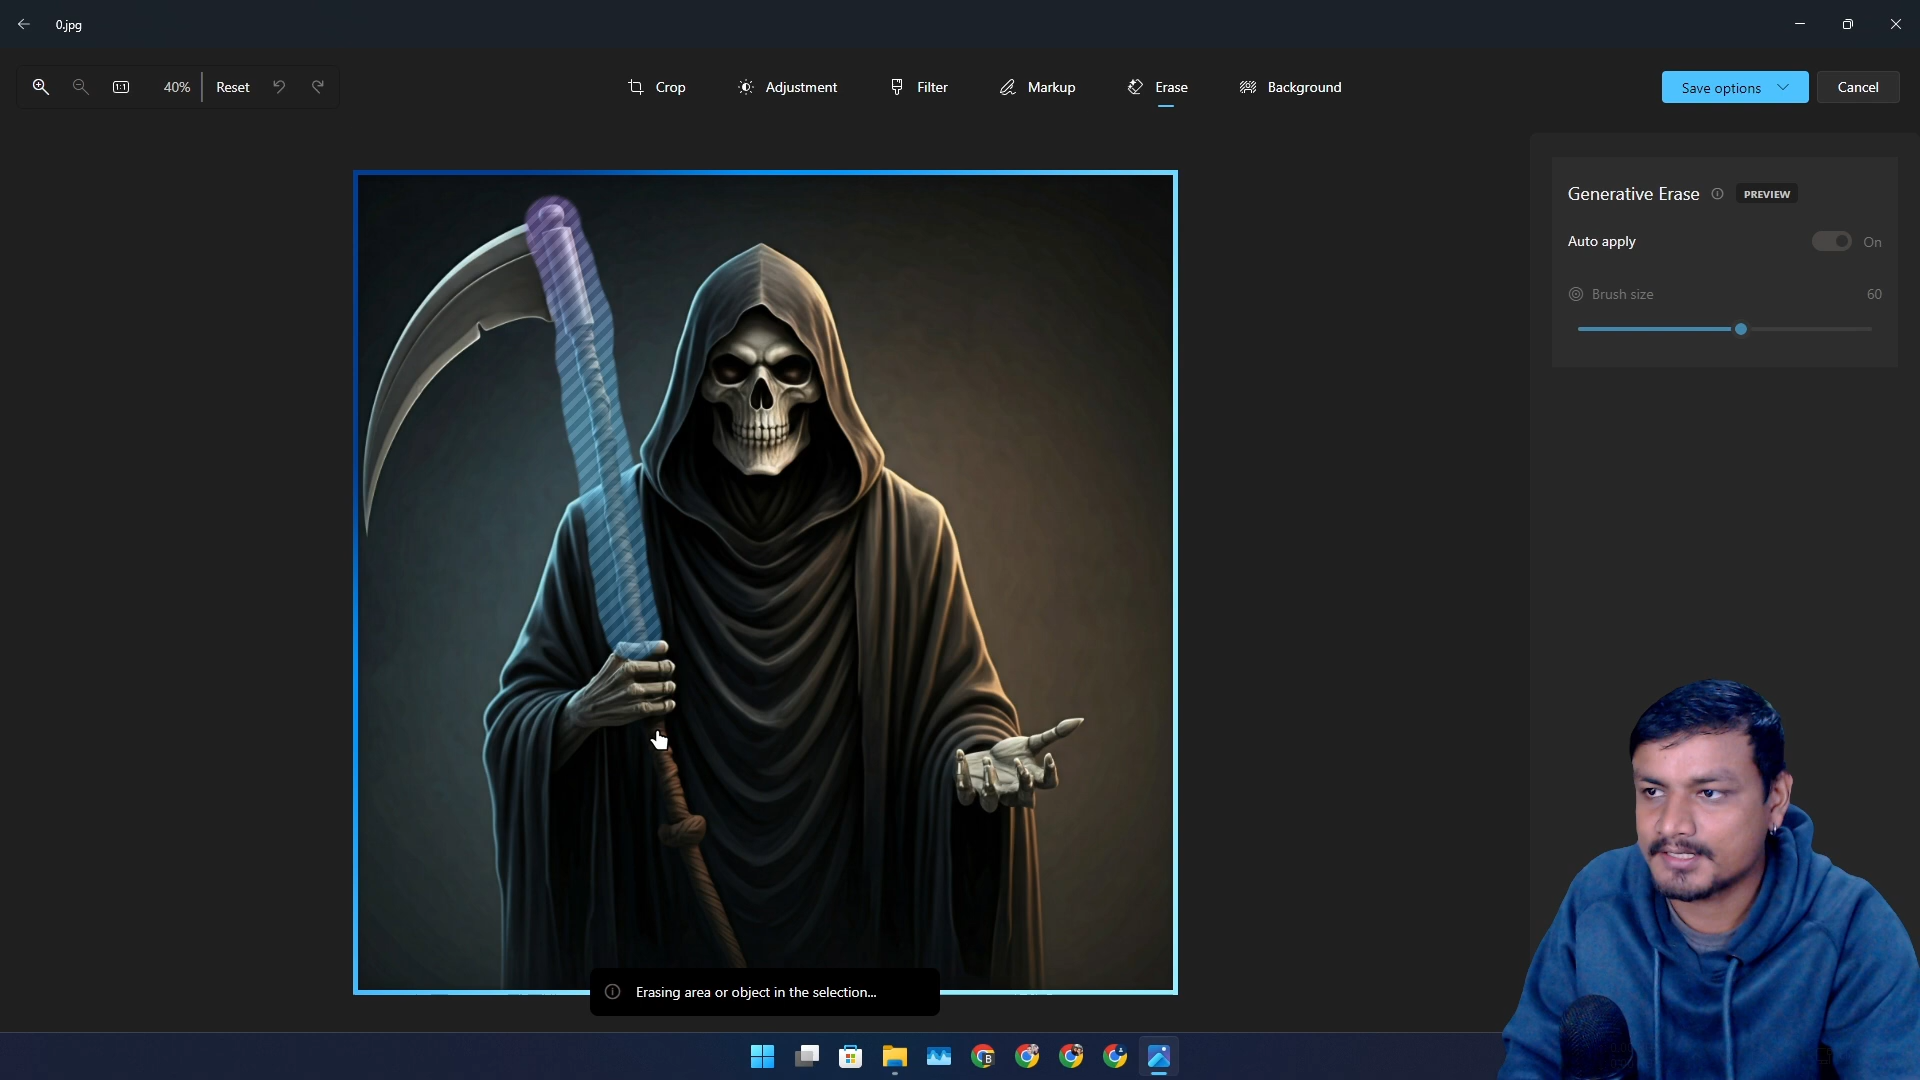 0.jpg
40%
Reset
Crop
Adjustment
Filter
Markup
Erase
Background
Save options
Cancel
Generative Erase
PREVIEW
Auto apply
On
Brush size
60
Erasing area or object in the selection...